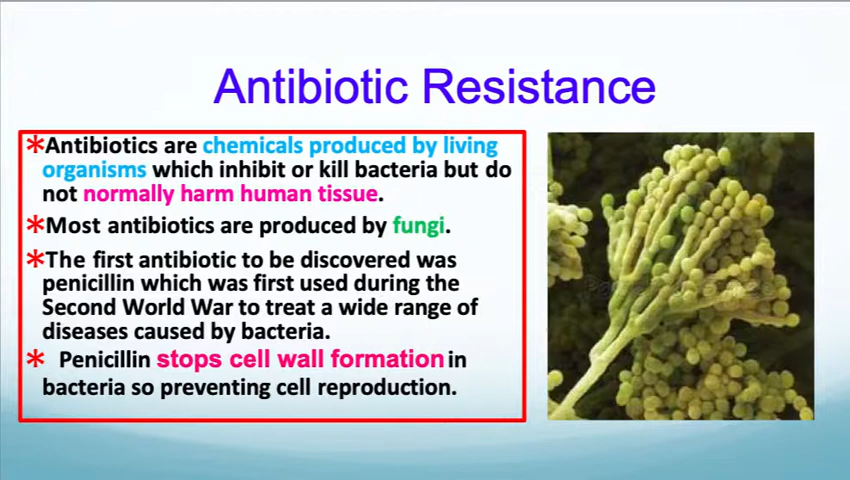 Antibiotic Resistance
*Antibiotics are chemicals produced by living
organisms which inhibit or kill bacteria but do
not normally harm human tissue.
*Most antibiotics are produced by fungi.
*The first antibiotic to be discovered was
penicillin which was first used during the
Second World War to treat a wide range of
diseases caused by bacteria.
* Penicillin stops cell wall formation in
bacteria so preventing cell reproduction.